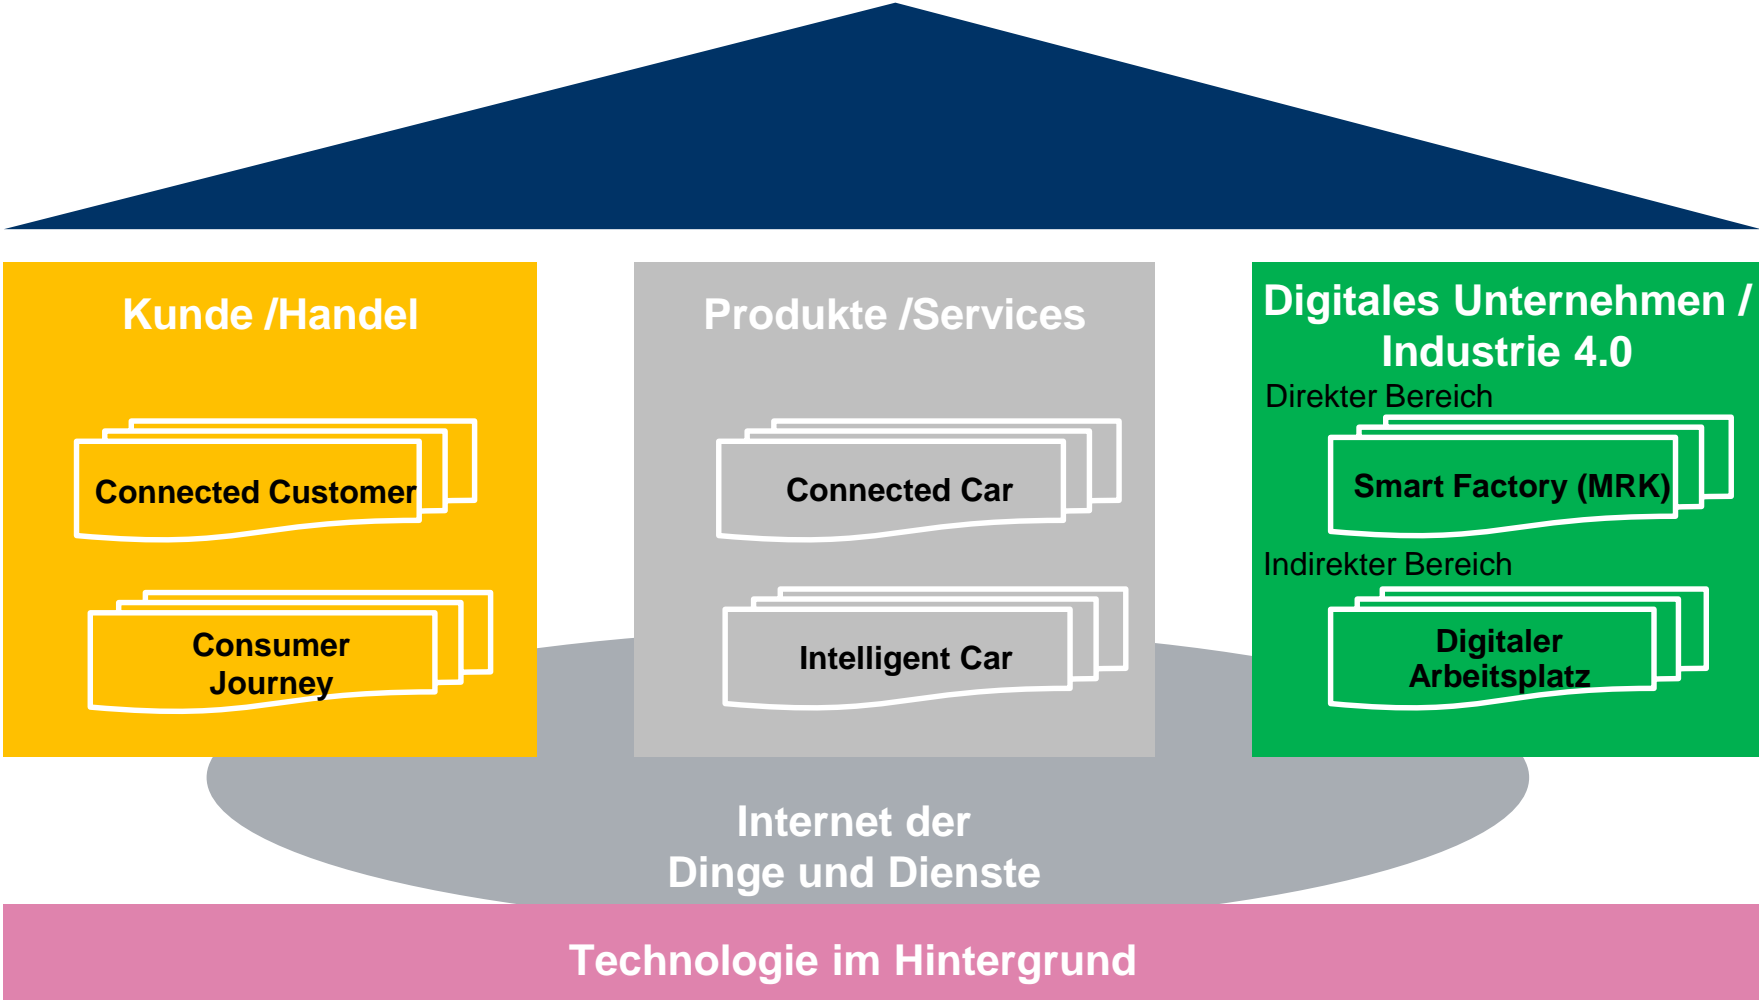 Kunde /Handel
Connected Customer
Consumer
Journey
Produkte /Services
Connected Car
Intelligent Car
Digitales Unternehmen /
Industrie 4.0
Direkter Bereich
Smart Factory (MRK)
Indirekter Bereich
Digitaler
Arbeitsplatz
Internet der
Dinge und Dienste
Technologie im Hintergrund